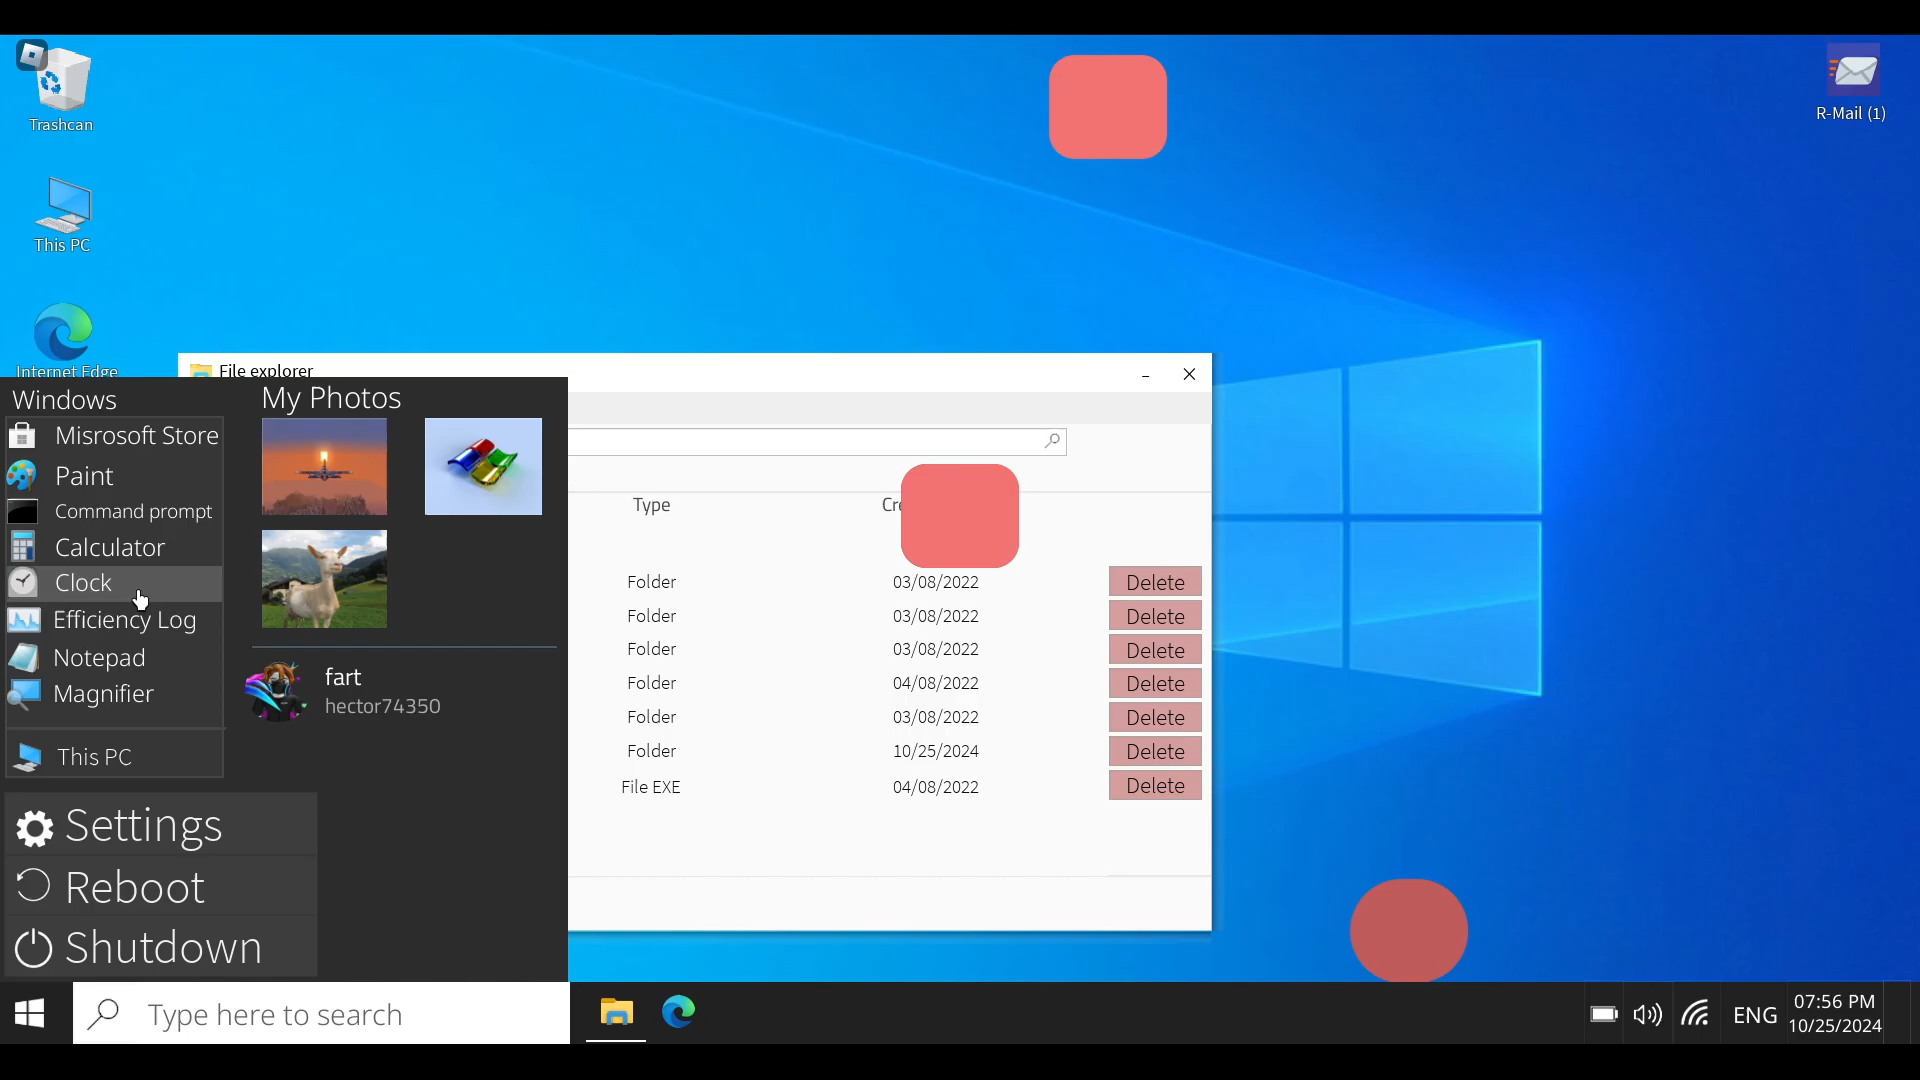 Trashcan
This PC
Internet Edge
R-Mail (1)
File explorer
Windows
Misrosoft Store
Paint
Command prompt
Calculator
Clock
Efficiency Log
Notepad
Magnifier
This PC
My Photos
fart
hector74350
Settings
Reboot
Shutdown
Type
Folder 03/08/2022 Delete
Folder 03/08/2022 Delete
Folder 03/08/2022 Delete
Folder 04/08/2022 Delete
Folder 03/08/2022 Delete
Folder 10/25/2024 Delete
File EXE 04/08/2022 Delete
Type here to search
ENG
07:56 PM
10/25/2024